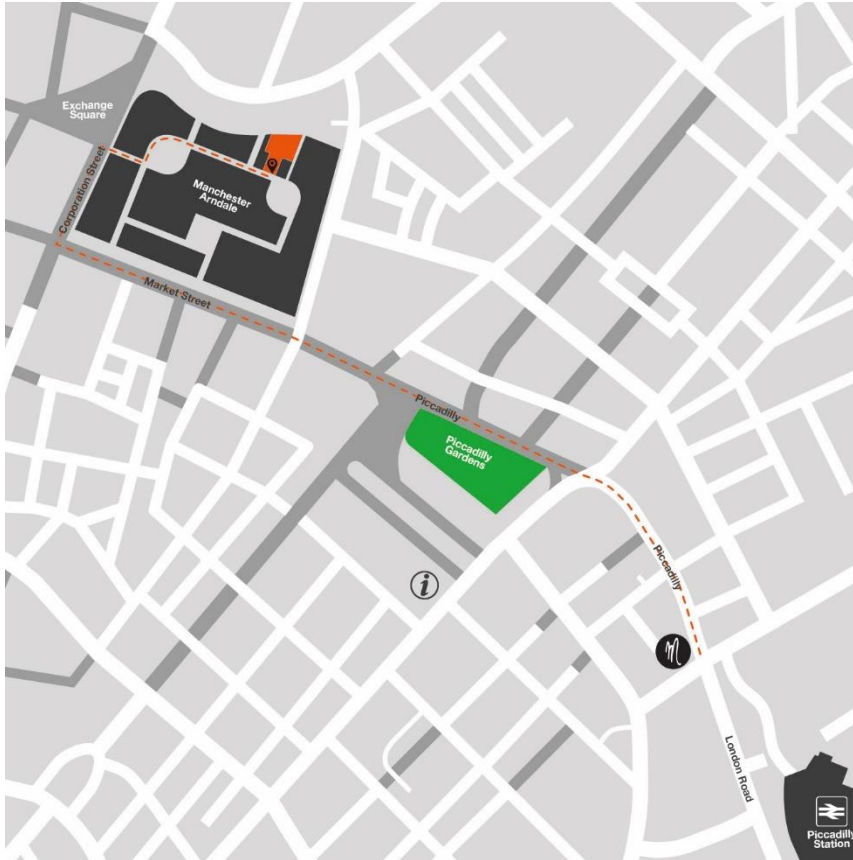 Exchange
Square
Corporation Street
Manchester
Arndale
Market Street
Piccadilly
Piccadilly
Gardens
i
Piccadilly
m
London Road
Piccadilly
Station